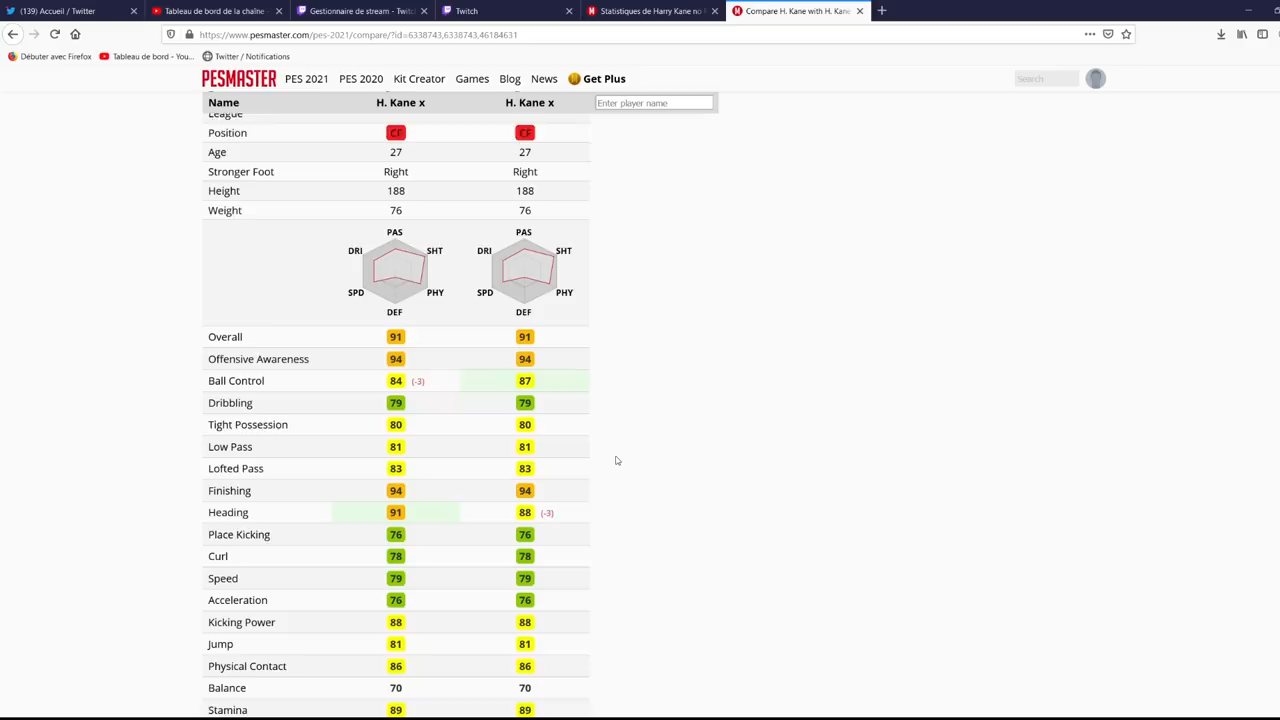 (139) Accueil / Twitter
Tableau de bord de la chaîne -
Gestionnaire de stream - Twitc
Twitch
Statistiques de Harry Kane no F
Compare H. Kane with H. Kane
https://www.pesmaster.com/pes-2021/compare/?id=6338743,6338743,46184631
Débuter avec Firefox
Tableau de bord - You...
Twitter / Notifications
PESMASTER
PES 2021
PES 2020
Kit Creator
Games
Blog
News
Get Plus
Search
Name H. Kane x H. Kane x Enter player name
League
Position CF CF
Age 27 27
Stronger Foot Right Right
Height 188 188
Weight 76 76
PAS PAS
DRI SHT DRI SHT
SPD PHY SPD PHY
DEF DEF
Overall 91 91
Offensive Awareness 94 94
Ball Control 84 (-3) 87
Dribbling 79 79
Tight Possession 80 80
Low Pass 81 81
Lofted Pass 83 83
Finishing 94 94
Heading 91 88 (-3)
Place Kicking 76 76
Curl 78 78
Speed 79 79
Acceleration 76 76
Kicking Power 88 88
Jump 81 81
Physical Contact 86 86
Balance 70 70
Stamina 89 89